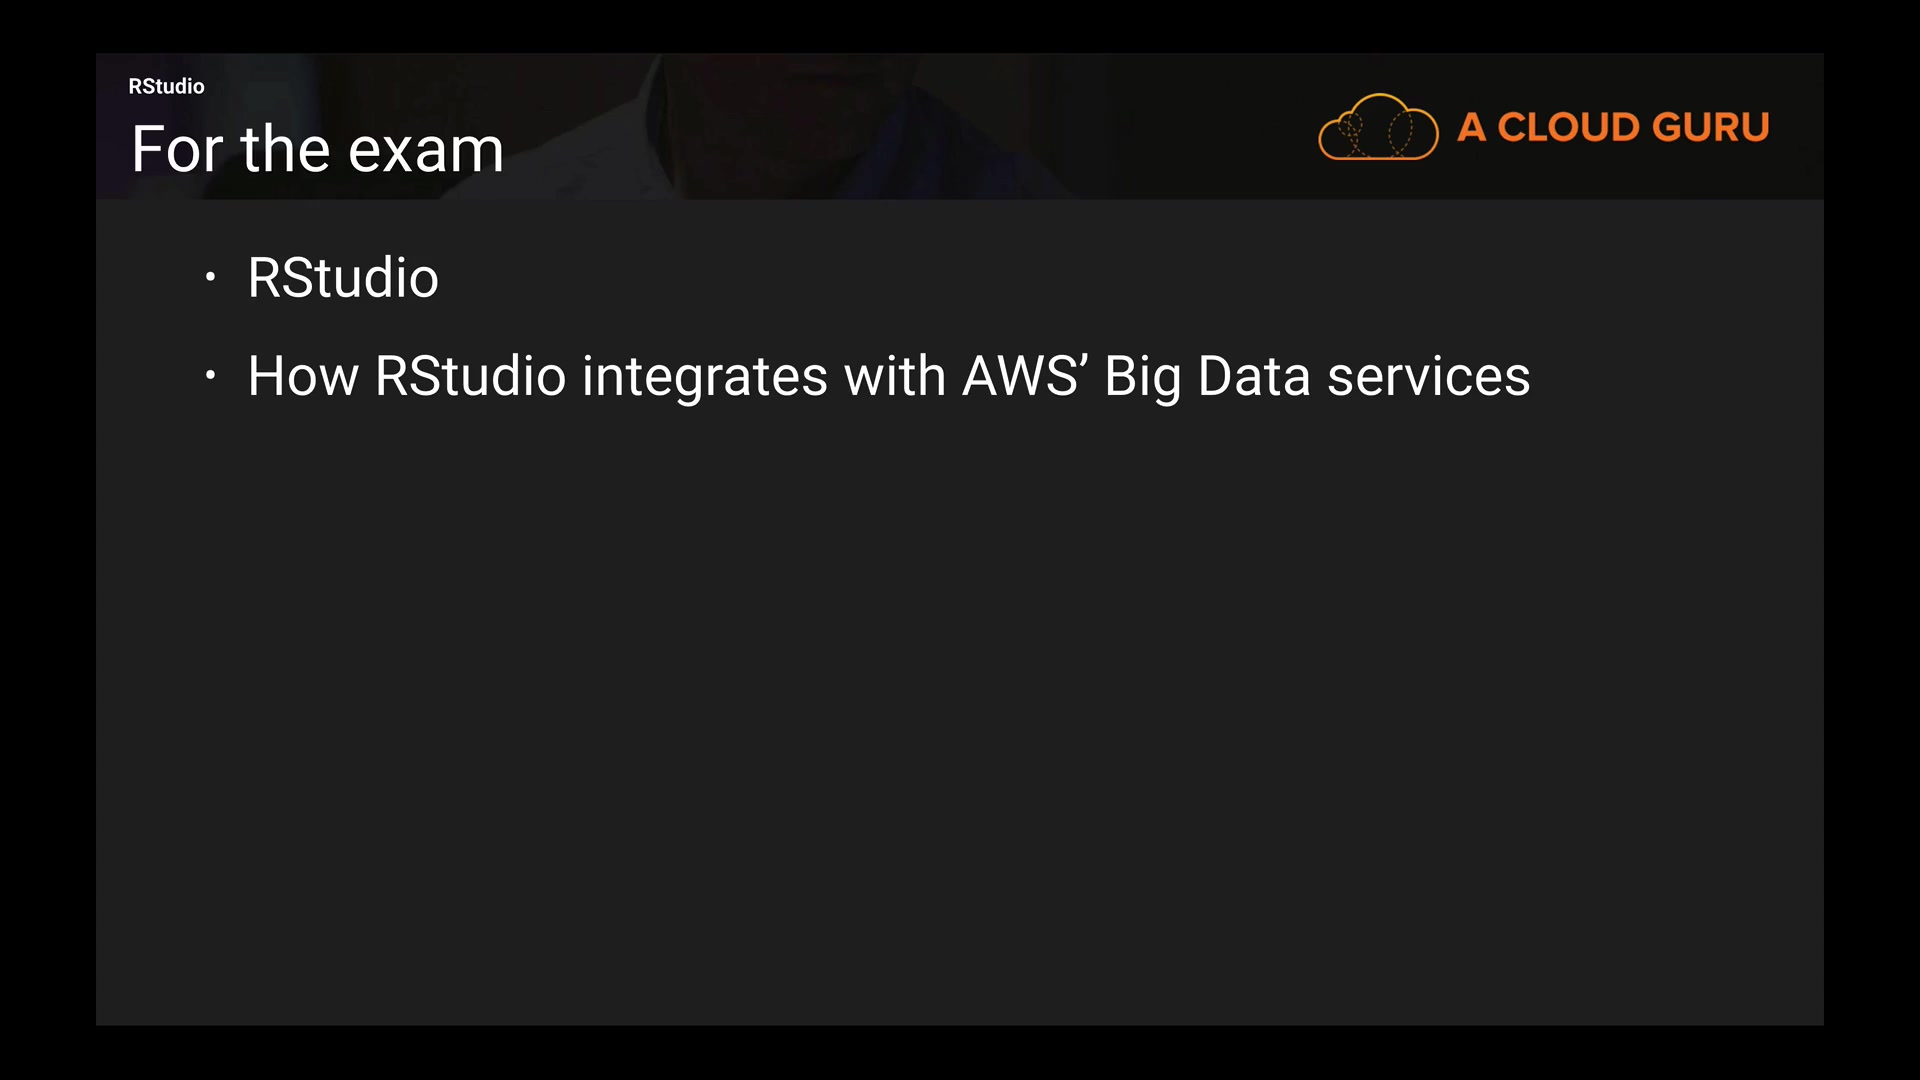 RStudio
For the exam
A CLOUD GURU
• RStudio
• How RStudio integrates with AWS’ Big Data services